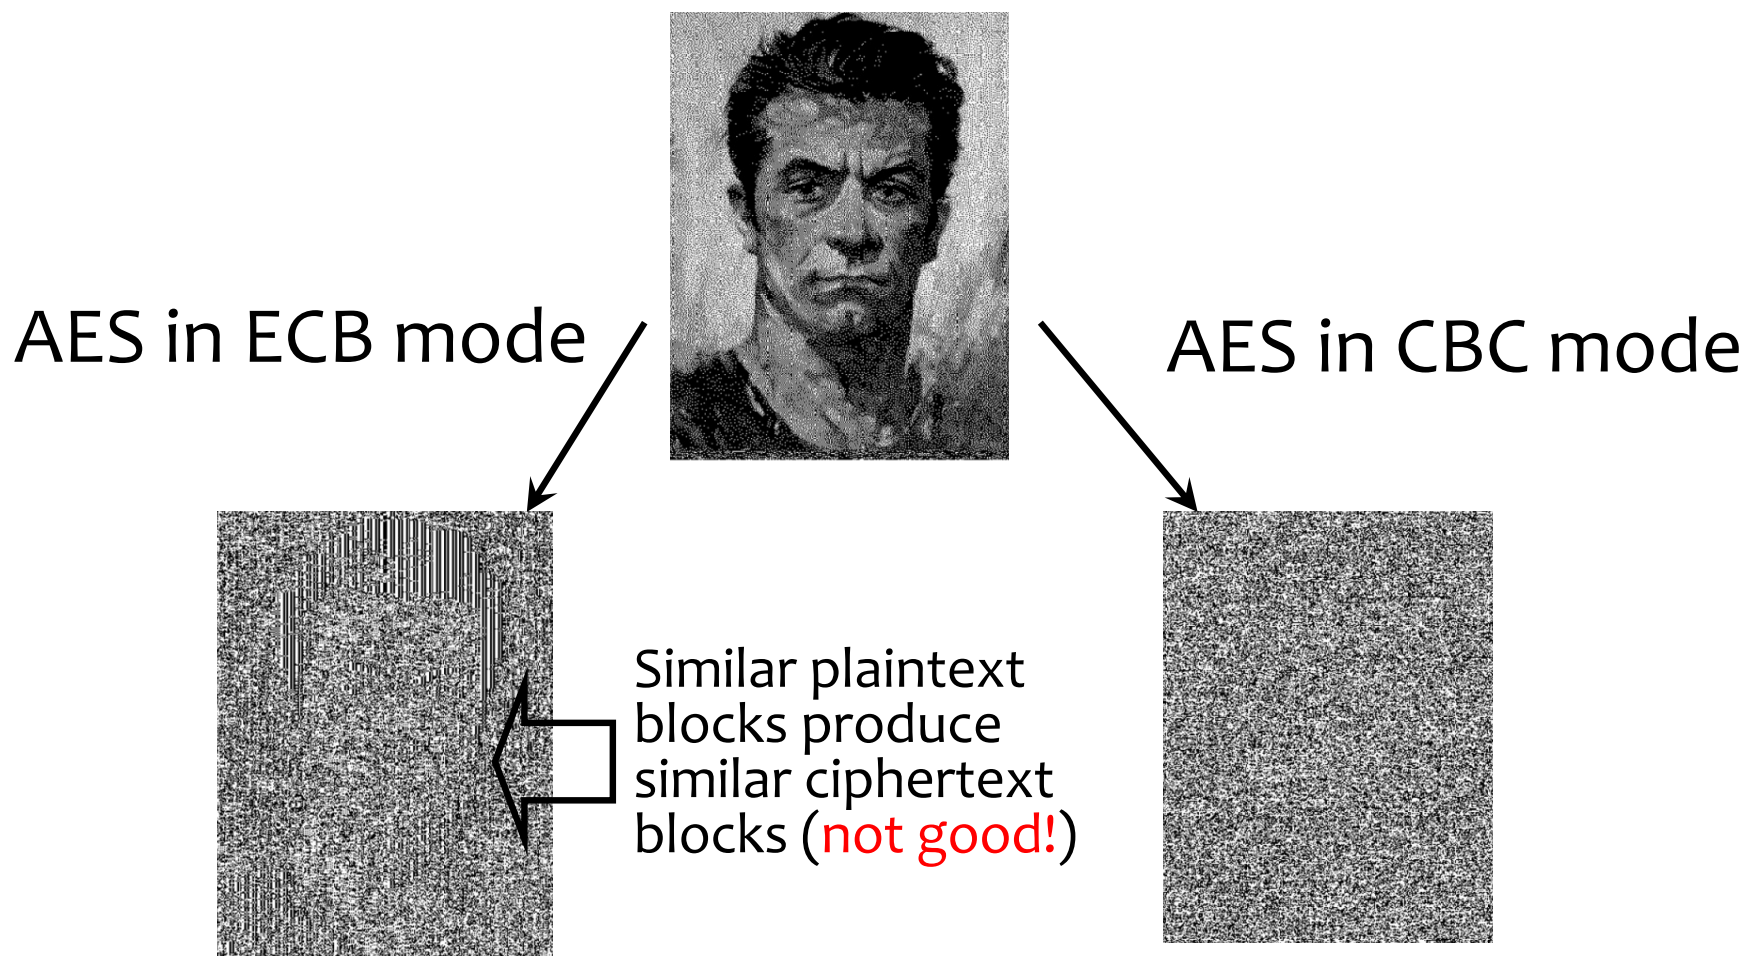 AES in ECB mode
AES in CBC mode
Similar plaintext
blocks produce
similar ciphertext
blocks (not good!)